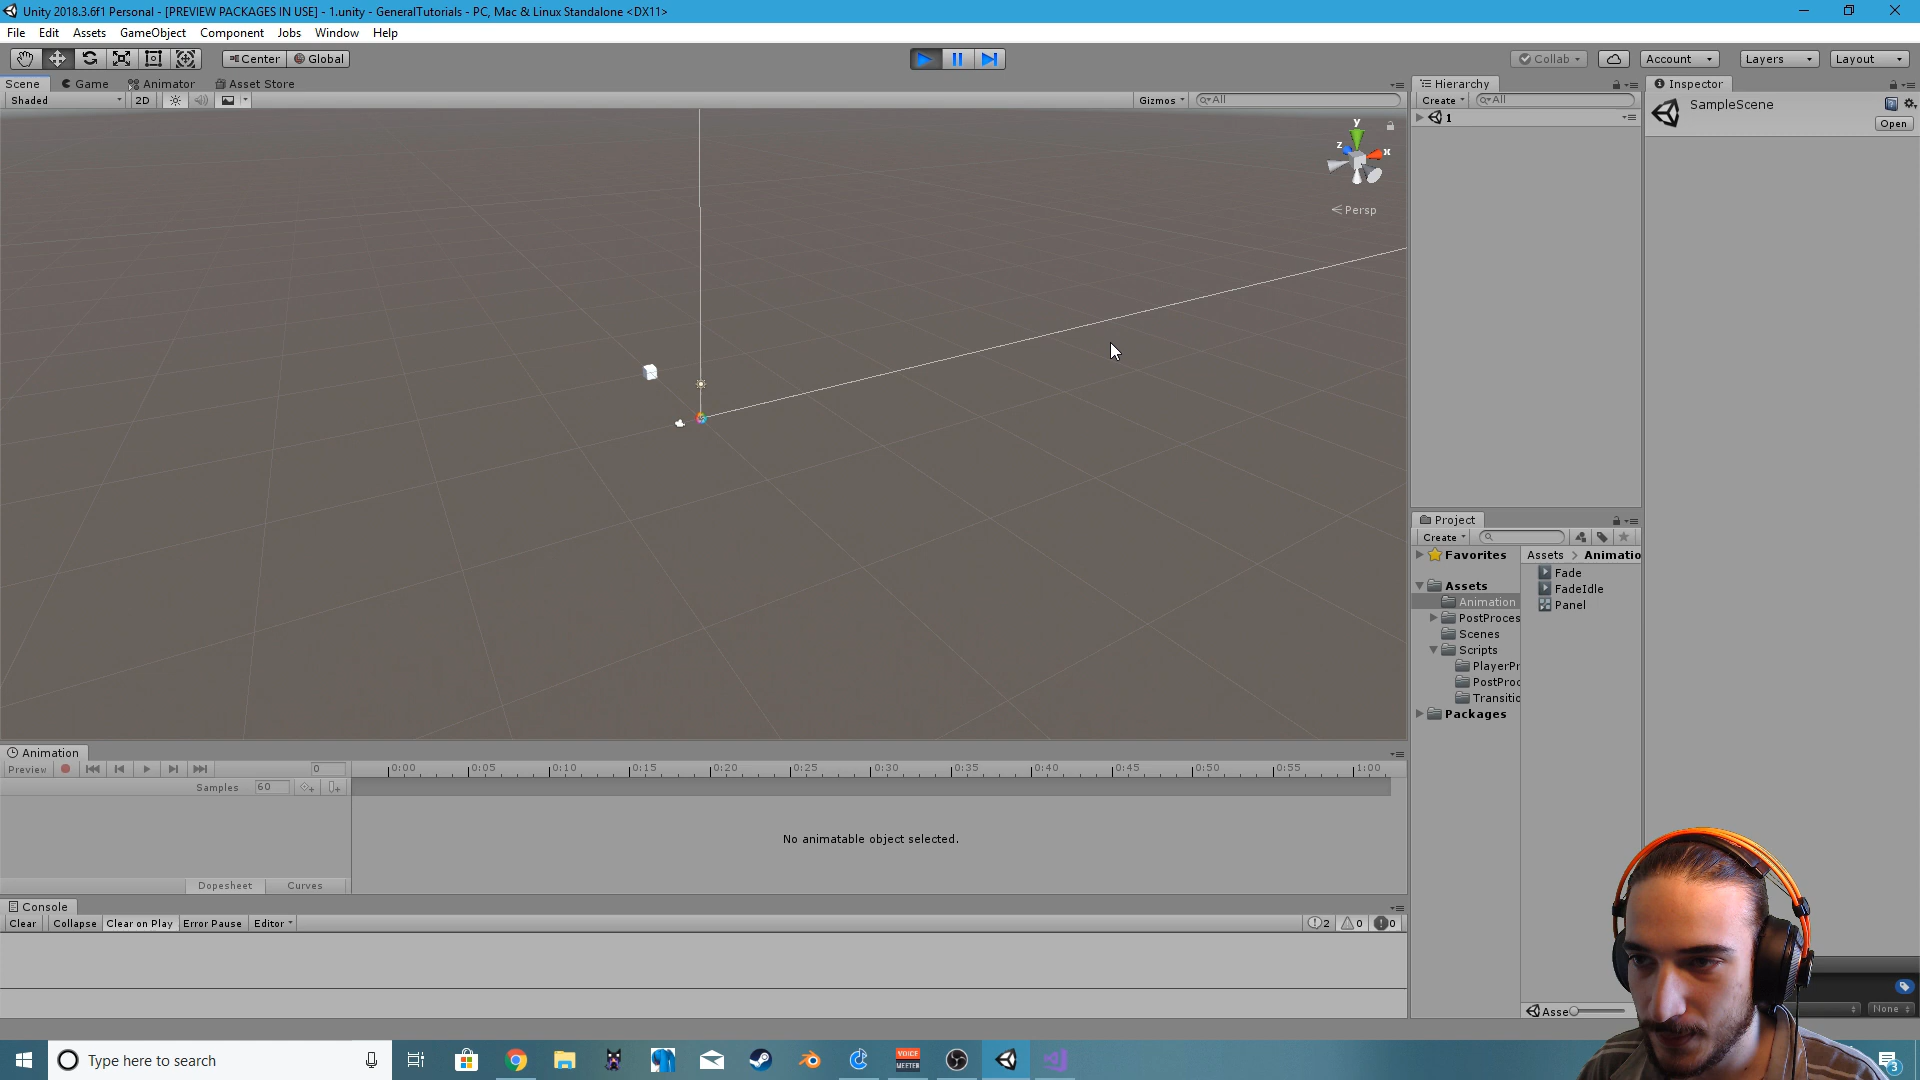 Unity 2018.3.6f1 Personal - [PREVIEW PACKAGES IN USE] - 1.unity - GeneralTutorials - PC, Mac & Linux Standalone <DX11>
File Edit Assets GameObject Component Jobs Window Help
Center Global Collab Account Layers Layout
Scene Game Animator Asset Store
Shaded 2D Gizmos All
y
z x
Persp
Hierarchy
Create All
1
Inspector
SampleScene
Open
Project
Create
Favorites
Assets
Animation
PostProces
Scenes
Scripts
PlayerPr
PostProc
Transitic
Packages
Assets > Animatio
Fade
FadeIdle
Panel
Asse
None
Animation
Preview 0 0:00 0:05 0:10 0:15 0:20 0:25 0:30 0:35 0:40 0:45 0:50 0:55 1:00
Samples 60
No animatable object selected.
Dopesheet Curves
Console
Clear Collapse Clear on Play Error Pause Editor 2 0 0
Type here to search
VOICE
MEETER
3